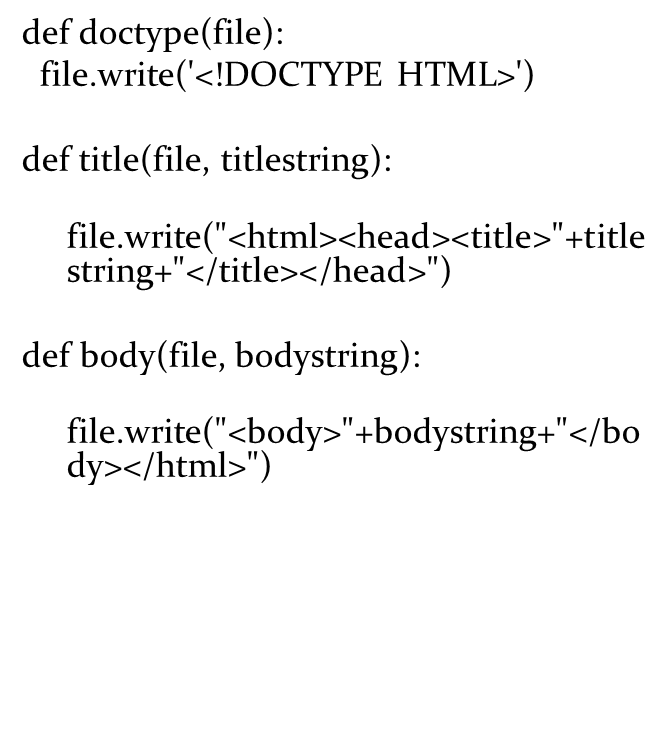 def doctype(file):
file.write('<!DOCTYPE HTML>')
def title(file, titlestring):
file.write("<html><head><title>"+title
string+"</title></head>")
def body(file, bodystring):
file.write("<body>"+bodystring+"</bo
dy></html>")